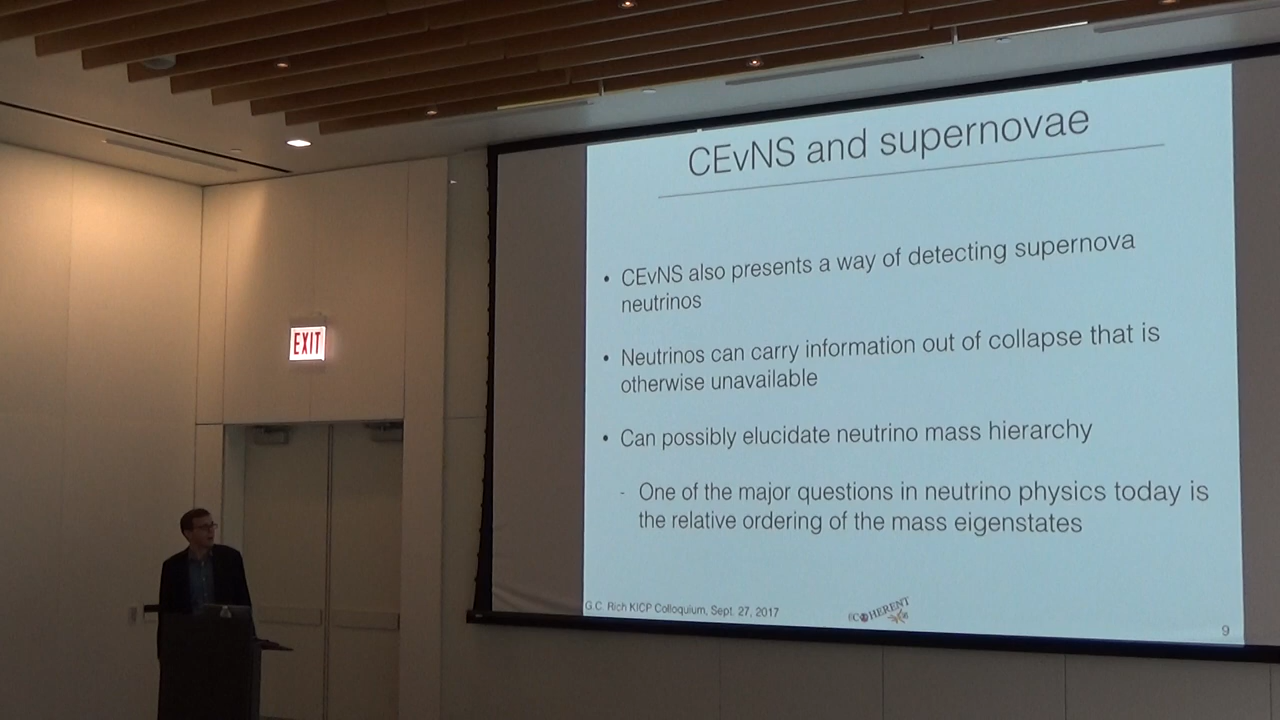 CEvNS and supernovae
• CEvNS also presents a way of detecting supernova
neutrinos
• Neutrinos can carry information out of collapse that is
otherwise unavailable
• Can possibly elucidate neutrino mass hierarchy
- One of the major questions in neutrino physics today is
the relative ordering of the mass eigenstates
G.C. Rich KICP Colloquium, Sept. 27, 2017
COHERENT
9
EXIT